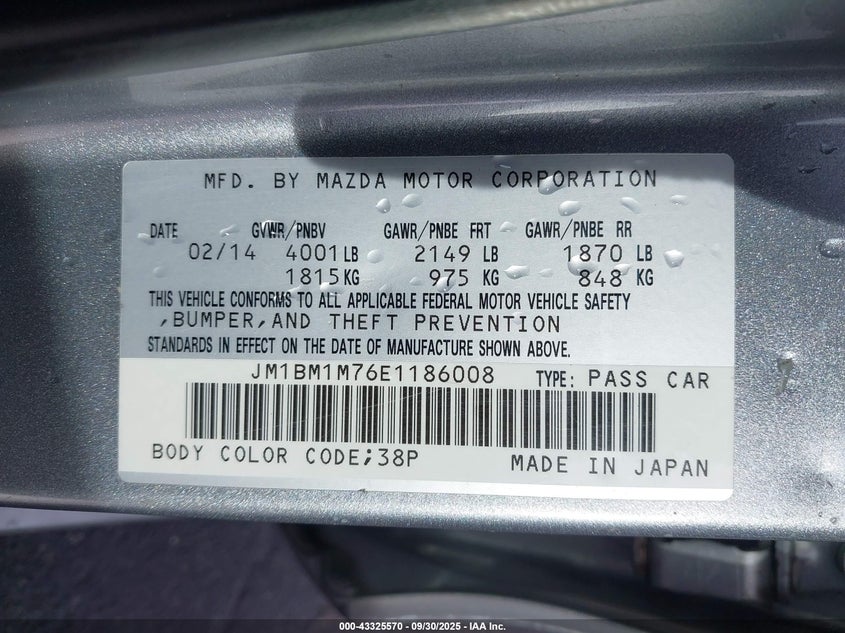 MFD. BY MAZDA MOTOR CORPORATION
DATE GVWR/PNBV GAWR/PNBE FRT GAWR/PNBE RR
02/14 4001 LB 2149 LB 1870 LB
1815 KG 975 KG 848 KG
THIS VEHICLE CONFORMS TO ALL APPLICABLE FEDERAL MOTOR VEHICLE SAFETY
,BUMPER,AND THEFT PREVENTION
STANDARDS IN EFFECT ON THE DATE OF MANUFACTURE SHOWN ABOVE.
JM1BM1M76E1186008 TYPE: PASS CAR
BODY COLOR CODE;38P MADE IN JAPAN
000-43325570 - 09/30/2025 - IAA Inc.